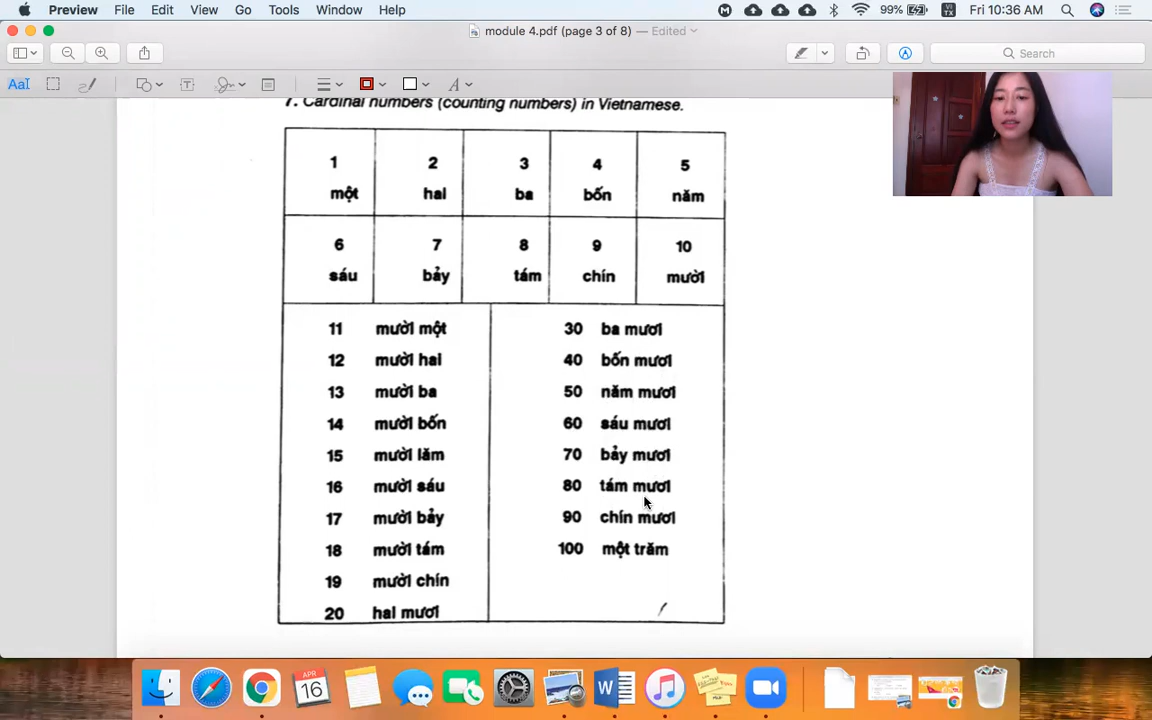 Preview File Edit View Go Tools Window Help 99% VI TX Fri 10:36 AM
module 4.pdf (page 3 of 8) — Edited
Search
AaI T A
7. Cardinal numbers (counting numbers) in Vietnamese.
1 2 3 4 5
một hai ba bốn năm
6 7 8 9 10
sáu bảy tám chín mười
11 mười một
12 mười hai
13 mười ba
14 mười bốn
15 mười lăm
16 mười sáu
17 mười bảy
18 mười tám
19 mười chín
20 hai mươi
30 ba mươi
40 bốn mươi
50 năm mươi
60 sáu mươi
70 bảy mươi
80 tám mươi
90 chín mươi
100 một trăm
APR
16
W